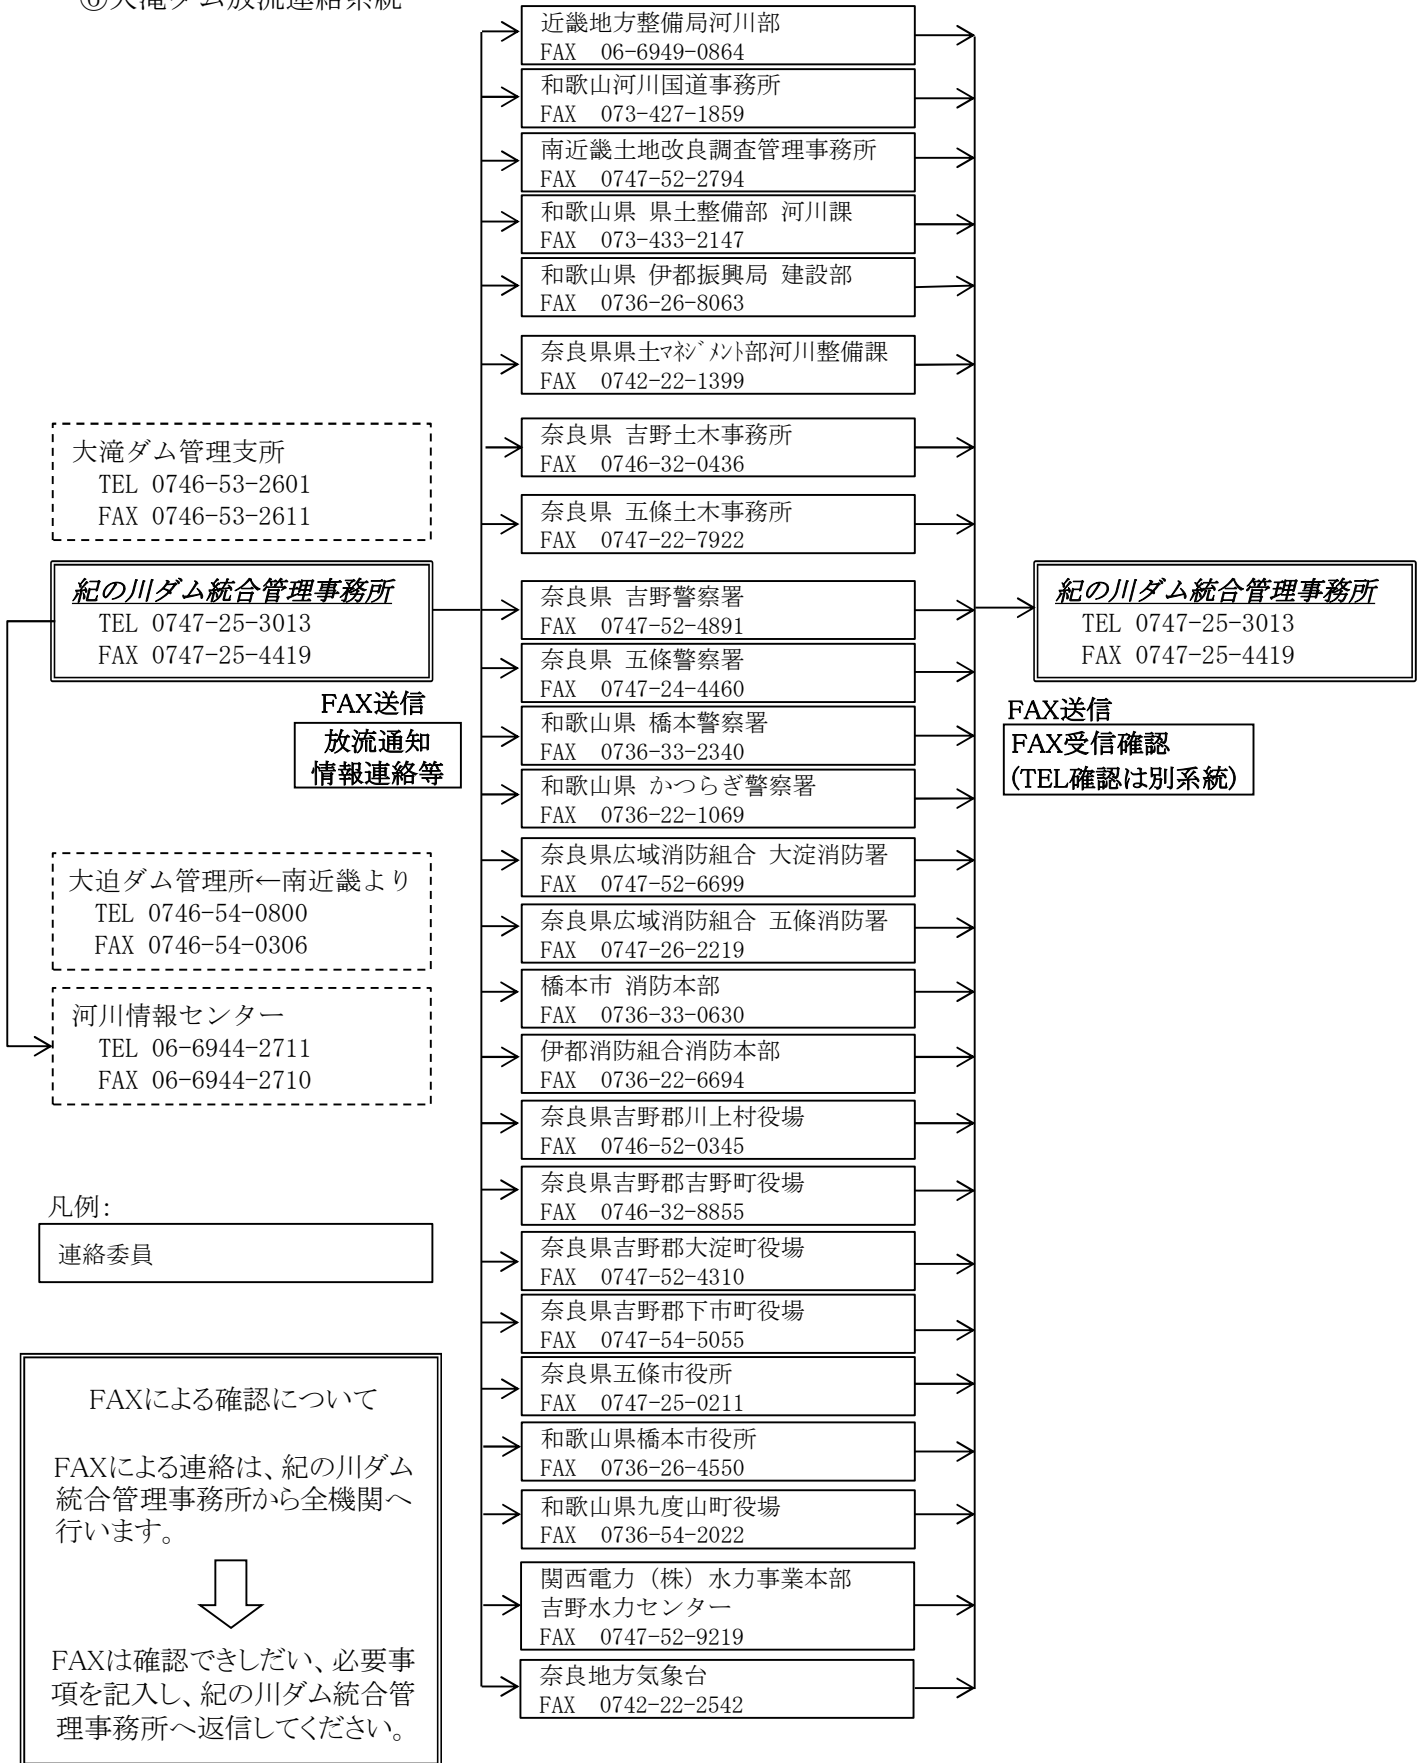 大滝ダム放流連絡系統
近畿地方整備局河川部
FAX 06-6949-0864
和歌山河川国道事務所
FAX 073-427-1859
南近畿土地改良調査管理事務所
FAX 0747-52-2794
和歌山県 県土整備部 河川課
FAX 073-433-2147
和歌山県 伊都振興局 建設部
FAX 0736-26-8063
奈良県県土ﾏﾈｼﾞﾒﾝﾄ部河川整備課
FAX 0742-22-1399
奈良県 吉野土木事務所
FAX 0746-32-0436
奈良県 五條土木事務所
FAX 0747-22-7922
奈良県 吉野警察署
FAX 0747-52-4891
奈良県 五條警察署
FAX 0747-24-4460
和歌山県 橋本警察署
FAX 0736-33-2340
和歌山県 かつらぎ警察署
FAX 0736-22-1069
奈良県広域消防組合 大淀消防署
FAX 0747-52-6699
奈良県広域消防組合 五條消防署
FAX 0747-26-2219
橋本市 消防本部
FAX 0736-33-0630
伊都消防組合消防本部
FAX 0736-22-6694
奈良県吉野郡川上村役場
FAX 0746-52-0345
奈良県吉野郡吉野町役場
FAX 0746-32-8855
奈良県吉野郡大淀町役場
FAX 0747-52-4310
奈良県吉野郡下市町役場
FAX 0747-54-5055
奈良県五條市役所
FAX 0747-25-0211
和歌山県橋本市役所
FAX 0736-26-4550
和歌山県九度山町役場
FAX 0736-54-2022
関西電力（株）水力事業本部
吉野水力センター
FAX 0747-52-9219
奈良地方気象台
FAX 0742-22-2542
大滝ダム管理支所
TEL 0746-53-2601
FAX 0746-53-2611
紀の川ダム統合管理事務所
TEL 0747-25-3013
FAX 0747-25-4419
FAX送信
放流通知
情報連絡等
大迫ダム管理所←南近畿より
TEL 0746-54-0800
FAX 0746-54-0306
河川情報センター
TEL 06-6944-2711
FAX 06-6944-2710
凡例：
連絡委員
FAXによる確認について
FAXによる連絡は、紀の川ダム
統合管理事務所から全機関へ
行います。
FAXは確認できしだい、必要事
項を記入し、紀の川ダム統合管
理事務所へ返信してください。
紀の川ダム統合管理事務所
TEL 0747-25-3013
FAX 0747-25-4419
FAX送信
FAX受信確認
(TEL確認は別系統)